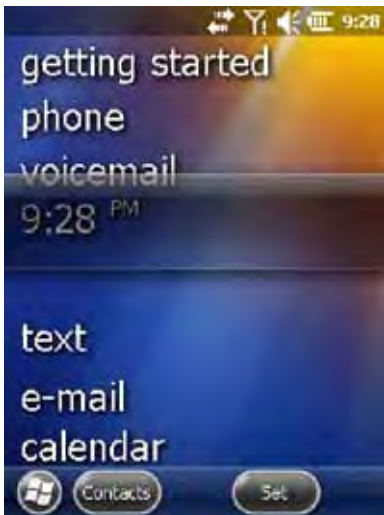 9:28
getting started
phone
voicemail
9:28 PM
text
e-mail
calendar
Contacts Set